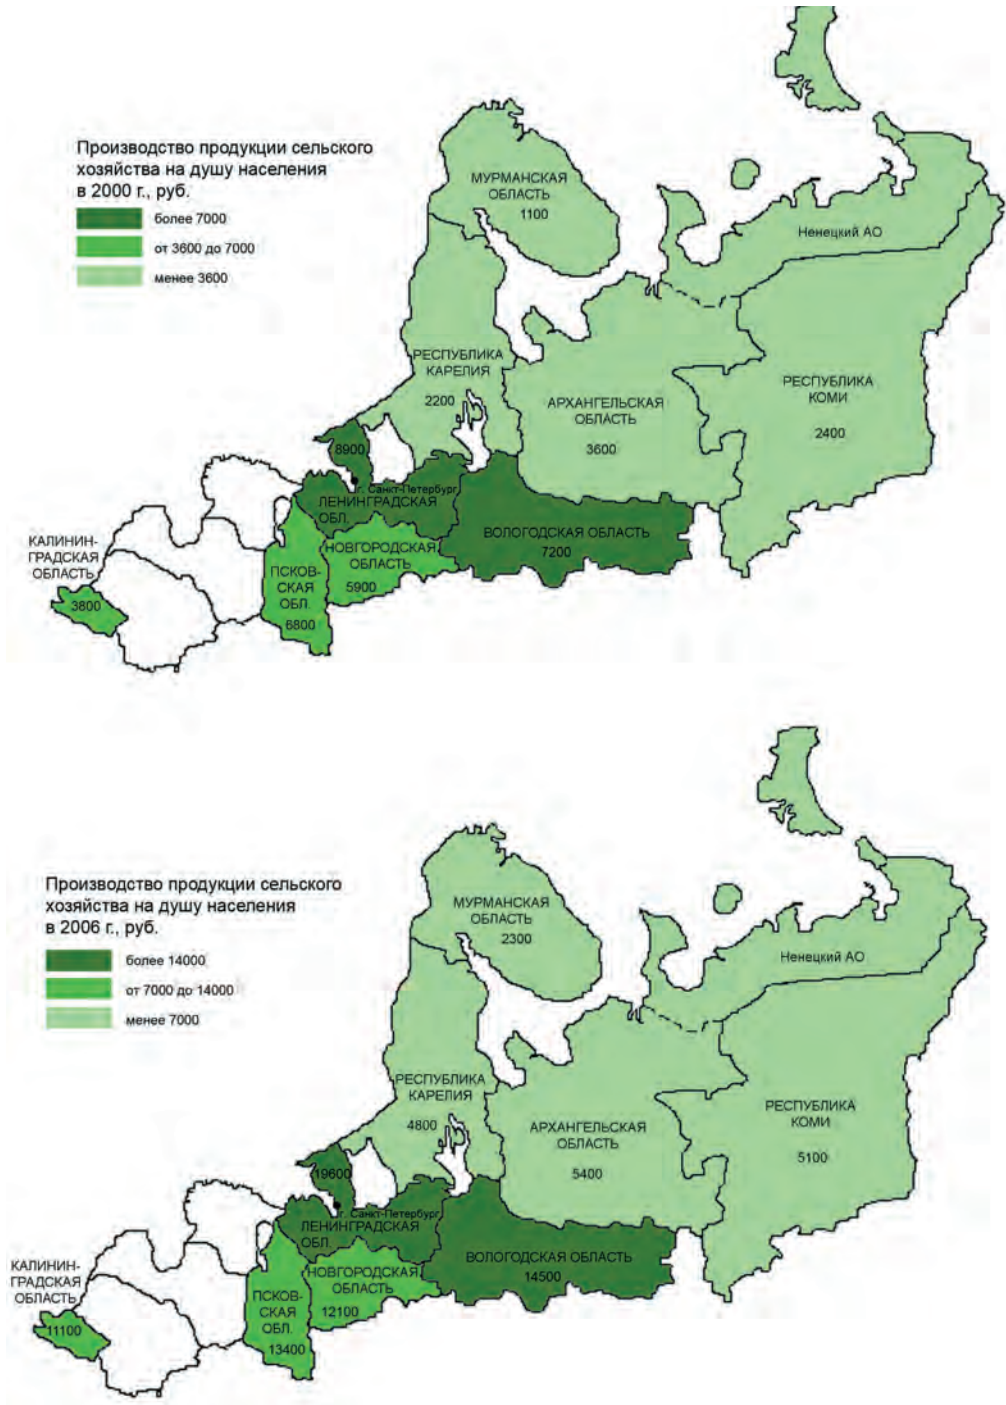 Производство продукции сельского
хозяйства на душу населения
в 2000 г., руб.
более 7000
от 3600 до 7000
менее 3600
МУРМАНСКАЯ
ОБЛАСТЬ
1100
Ненецкий АО
РЕСПУБЛИКА
КАРЕЛИЯ
2200
АРХАНГЕЛЬСКАЯ
ОБЛАСТЬ
3600
РЕСПУБЛИКА
КОМИ
2400
8900
г. Санкт-Петербург
ЛЕНИНГРАДСКАЯ
ОБЛ.
ВОЛОГОДСКАЯ ОБЛАСТЬ
7200
НОВГОРОДСКАЯ
ОБЛАСТЬ
5900
ПСКОВ-
СКАЯ
ОБЛ.
6800
КАЛИНИН-
ГРАДСКАЯ
ОБЛАСТЬ
3800
Производство продукции сельского
хозяйства на душу населения
в 2006 г., руб.
более 14000
от 7000 до 14000
менее 7000
МУРМАНСКАЯ
ОБЛАСТЬ
2300
Ненецкий АО
РЕСПУБЛИКА
КАРЕЛИЯ
4800
АРХАНГЕЛЬСКАЯ
ОБЛАСТЬ
5400
РЕСПУБЛИКА
КОМИ
5100
19600
г. Санкт-Петербург
ЛЕНИНГРАДСКАЯ
ОБЛ.
ВОЛОГОДСКАЯ ОБЛАСТЬ
14500
НОВГОРОДСКАЯ
ОБЛАСТЬ
12100
ПСКОВ-
СКАЯ
ОБЛ.
13400
КАЛИНИН-
ГРАДСКАЯ
ОБЛАСТЬ
11100